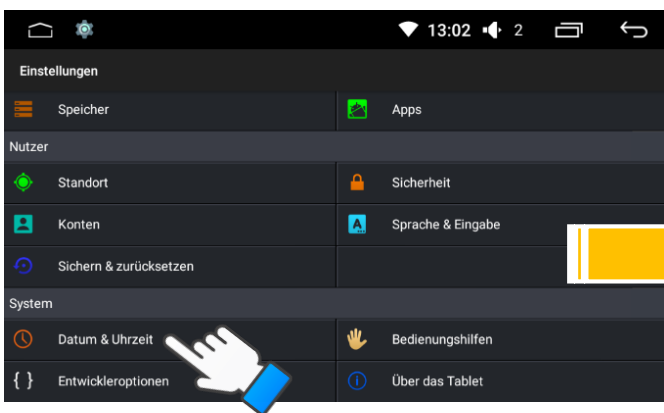 13:02 2
Einstellungen
Speicher Apps
Nutzer
Standort Sicherheit
Konten Sprache & Eingabe
Sichern & zurücksetzen
System
Datum & Uhrzeit Bedienungshilfen
{ } Entwickleroptionen Über das Tablet